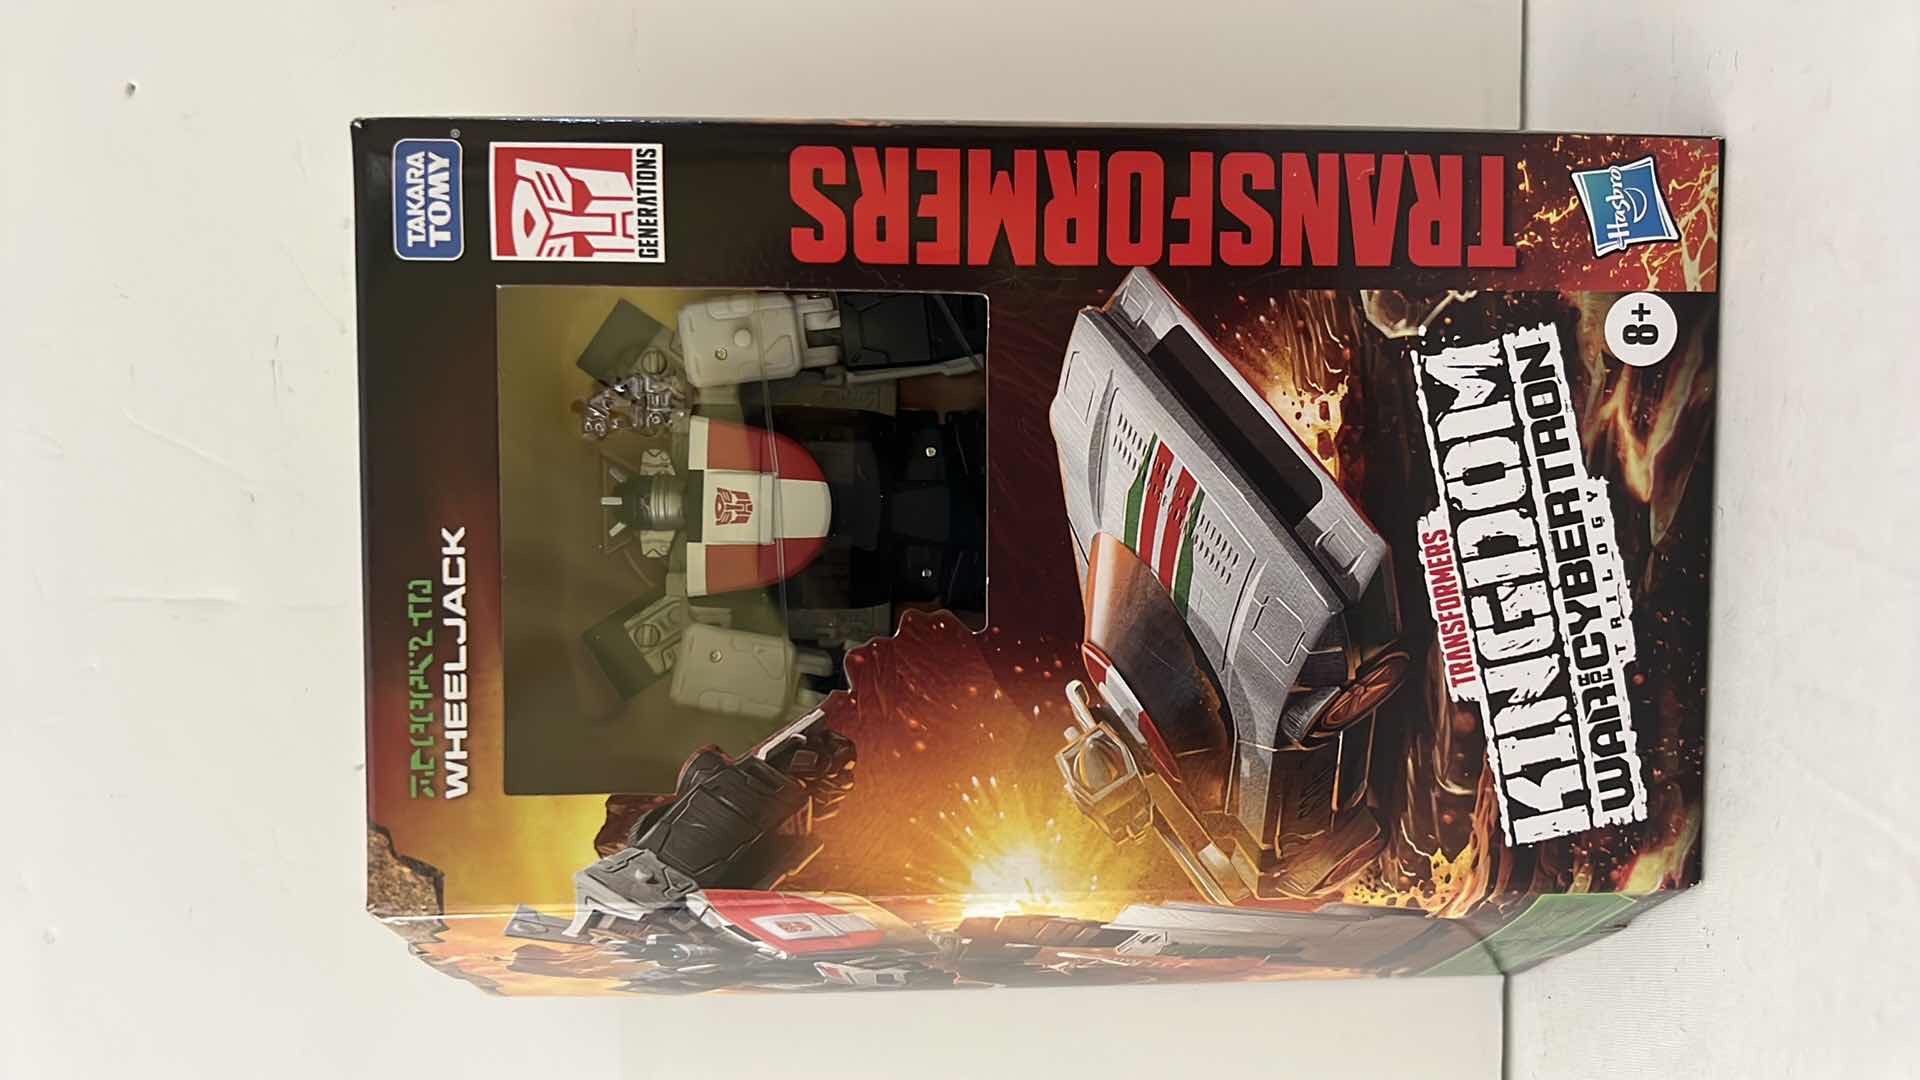 TAKARA
TOMY
®
GENERATIONS
TRANSFORMERS
Hasbro
WHEELJACK
8+
TRANSFORMERS
KINGDOM
WAR FOR CYBERTRON
TRILOGY